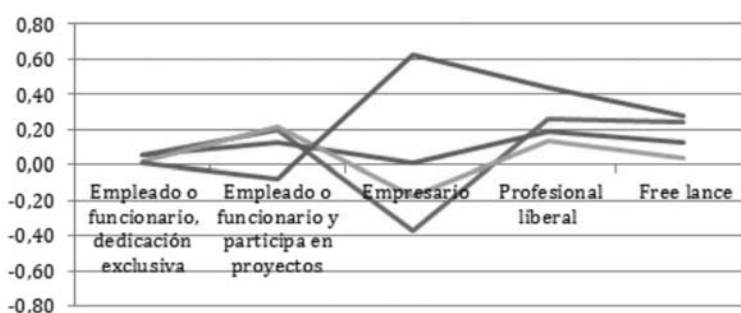 0,80
0,60
0,40
0,20
0,00
-0,20
-0,40
-0,60
-0,80
Empleado o
funcionario,
dedicación
exclusiva
Empleado o
funcionario y
participa en
proyectos
Empresario
Profesional
liberal
Free lance